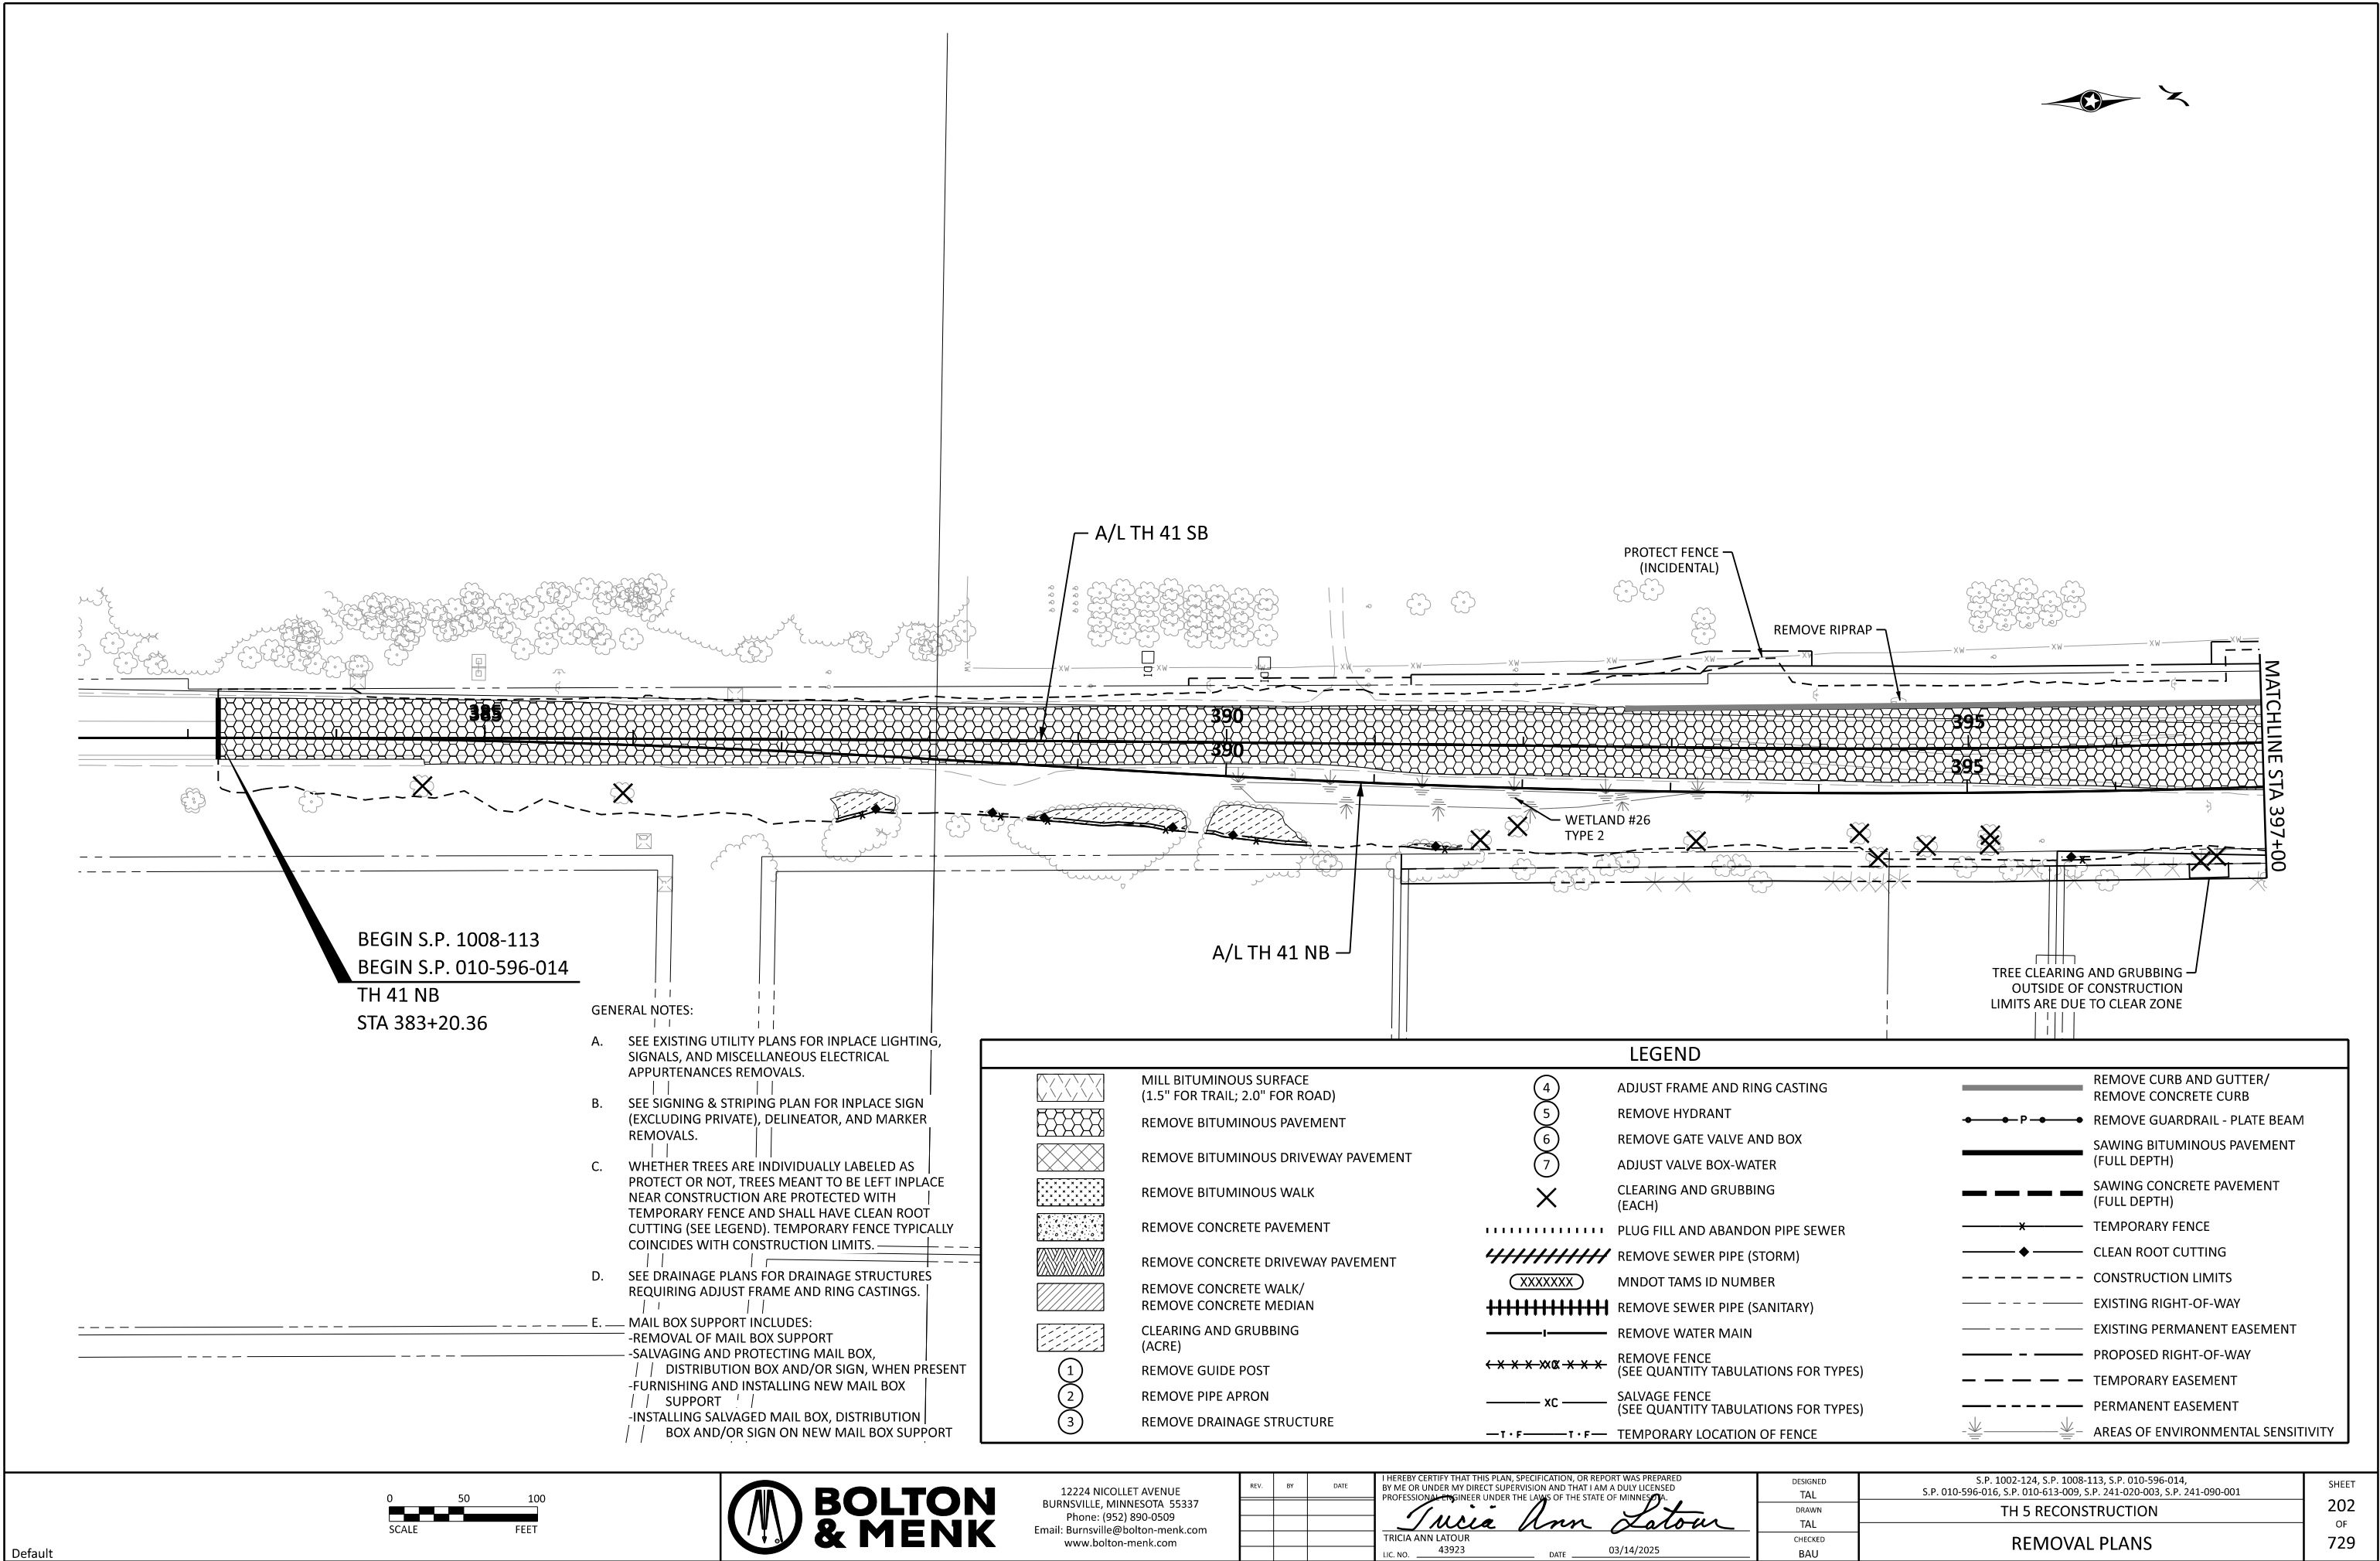 A/L TH 41 SB
PROTECT FENCE
(INCIDENTAL)
REMOVE RIPRAP
XW XW XW XW XW XW XW XW XW XW XW XW
DI
DI
385
385
390
390
395
395
MATCHLINE STA 397+00
WETLAND #26
TYPE 2
BEGIN S.P. 1008-113
BEGIN S.P. 010-596-014
TH 41 NB
STA 383+20.36
A/L TH 41 NB
TREE CLEARING AND GRUBBING
OUTSIDE OF CONSTRUCTION
LIMITS ARE DUE TO CLEAR ZONE
GENERAL NOTES:
A. SEE EXISTING UTILITY PLANS FOR INPLACE LIGHTING,
SIGNALS, AND MISCELLANEOUS ELECTRICAL
APPURTENANCES REMOVALS.
B. SEE SIGNING & STRIPING PLAN FOR INPLACE SIGN
(EXCLUDING PRIVATE), DELINEATOR, AND MARKER
REMOVALS.
C. WHETHER TREES ARE INDIVIDUALLY LABELED AS
PROTECT OR NOT, TREES MEANT TO BE LEFT INPLACE
NEAR CONSTRUCTION ARE PROTECTED WITH
TEMPORARY FENCE AND SHALL HAVE CLEAN ROOT
CUTTING (SEE LEGEND). TEMPORARY FENCE TYPICALLY
COINCIDES WITH CONSTRUCTION LIMITS.
D. SEE DRAINAGE PLANS FOR DRAINAGE STRUCTURES
REQUIRING ADJUST FRAME AND RING CASTINGS.
E. MAIL BOX SUPPORT INCLUDES:
-REMOVAL OF MAIL BOX SUPPORT
-SALVAGING AND PROTECTING MAIL BOX,
DISTRIBUTION BOX AND/OR SIGN, WHEN PRESENT
-FURNISHING AND INSTALLING NEW MAIL BOX
SUPPORT
-INSTALLING SALVAGED MAIL BOX, DISTRIBUTION
BOX AND/OR SIGN ON NEW MAIL BOX SUPPORT
LEGEND
MILL BITUMINOUS SURFACE
(1.5" FOR TRAIL; 2.0" FOR ROAD)
REMOVE BITUMINOUS PAVEMENT
REMOVE BITUMINOUS DRIVEWAY PAVEMENT
REMOVE BITUMINOUS WALK
REMOVE CONCRETE PAVEMENT
REMOVE CONCRETE DRIVEWAY PAVEMENT
REMOVE CONCRETE WALK/
REMOVE CONCRETE MEDIAN
CLEARING AND GRUBBING
(ACRE)
1 REMOVE GUIDE POST
2 REMOVE PIPE APRON
3 REMOVE DRAINAGE STRUCTURE
4 ADJUST FRAME AND RING CASTING
5 REMOVE HYDRANT
6 REMOVE GATE VALVE AND BOX
7 ADJUST VALVE BOX-WATER
CLEARING AND GRUBBING
(EACH)
PLUG FILL AND ABANDON PIPE SEWER
REMOVE SEWER PIPE (STORM)
XXXXXXX MNDOT TAMS ID NUMBER
REMOVE SEWER PIPE (SANITARY)
I REMOVE WATER MAIN
REMOVE FENCE
(SEE QUANTITY TABULATIONS FOR TYPES)
XC SALVAGE FENCE
(SEE QUANTITY TABULATIONS FOR TYPES)
T · F T · F TEMPORARY LOCATION OF FENCE
REMOVE CURB AND GUTTER/
REMOVE CONCRETE CURB
P REMOVE GUARDRAIL - PLATE BEAM
SAWING BITUMINOUS PAVEMENT
(FULL DEPTH)
SAWING CONCRETE PAVEMENT
(FULL DEPTH)
X TEMPORARY FENCE
CLEAN ROOT CUTTING
CONSTRUCTION LIMITS
EXISTING RIGHT-OF-WAY
EXISTING PERMANENT EASEMENT
PROPOSED RIGHT-OF-WAY
TEMPORARY EASEMENT
PERMANENT EASEMENT
AREAS OF ENVIRONMENTAL SENSITIVITY
Default
0 50 100
SCALE FEET
BOLTON
& MENK
12224 NICOLLET AVENUE
BURNSVILLE, MINNESOTA 55337
Phone: (952) 890-0509
Email: Burnsville@bolton-menk.com
www.bolton-menk.com
REV. BY DATE
I HEREBY CERTIFY THAT THIS PLAN, SPECIFICATION, OR REPORT WAS PREPARED
BY ME OR UNDER MY DIRECT SUPERVISION AND THAT I AM A DULY LICENSED
PROFESSIONAL ENGINEER UNDER THE LAWS OF THE STATE OF MINNESOTA.
Tricia Ann Latour
TRICIA ANN LATOUR
LIC. NO. 43923 DATE 03/14/2025
DESIGNED
TAL
DRAWN
TAL
CHECKED
BAU
S.P. 1002-124, S.P. 1008-113, S.P. 010-596-014,
S.P. 010-596-016, S.P. 010-613-009, S.P. 241-020-003, S.P. 241-090-001
TH 5 RECONSTRUCTION
REMOVAL PLANS
SHEET
202
OF
729